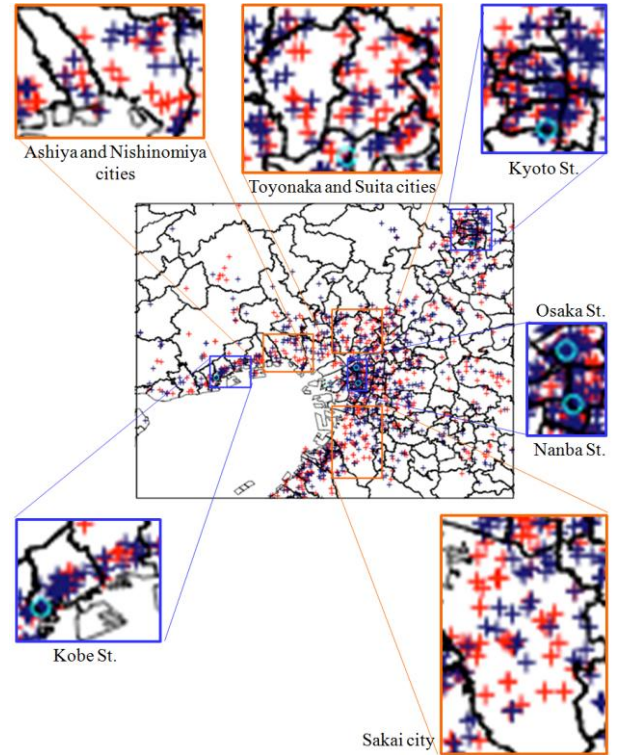 Ashiya and Nishinomiya
cities
Toyonaka and Suita cities
Kyoto St.
Osaka St.
Nanba St.
Kobe St.
Sakai city